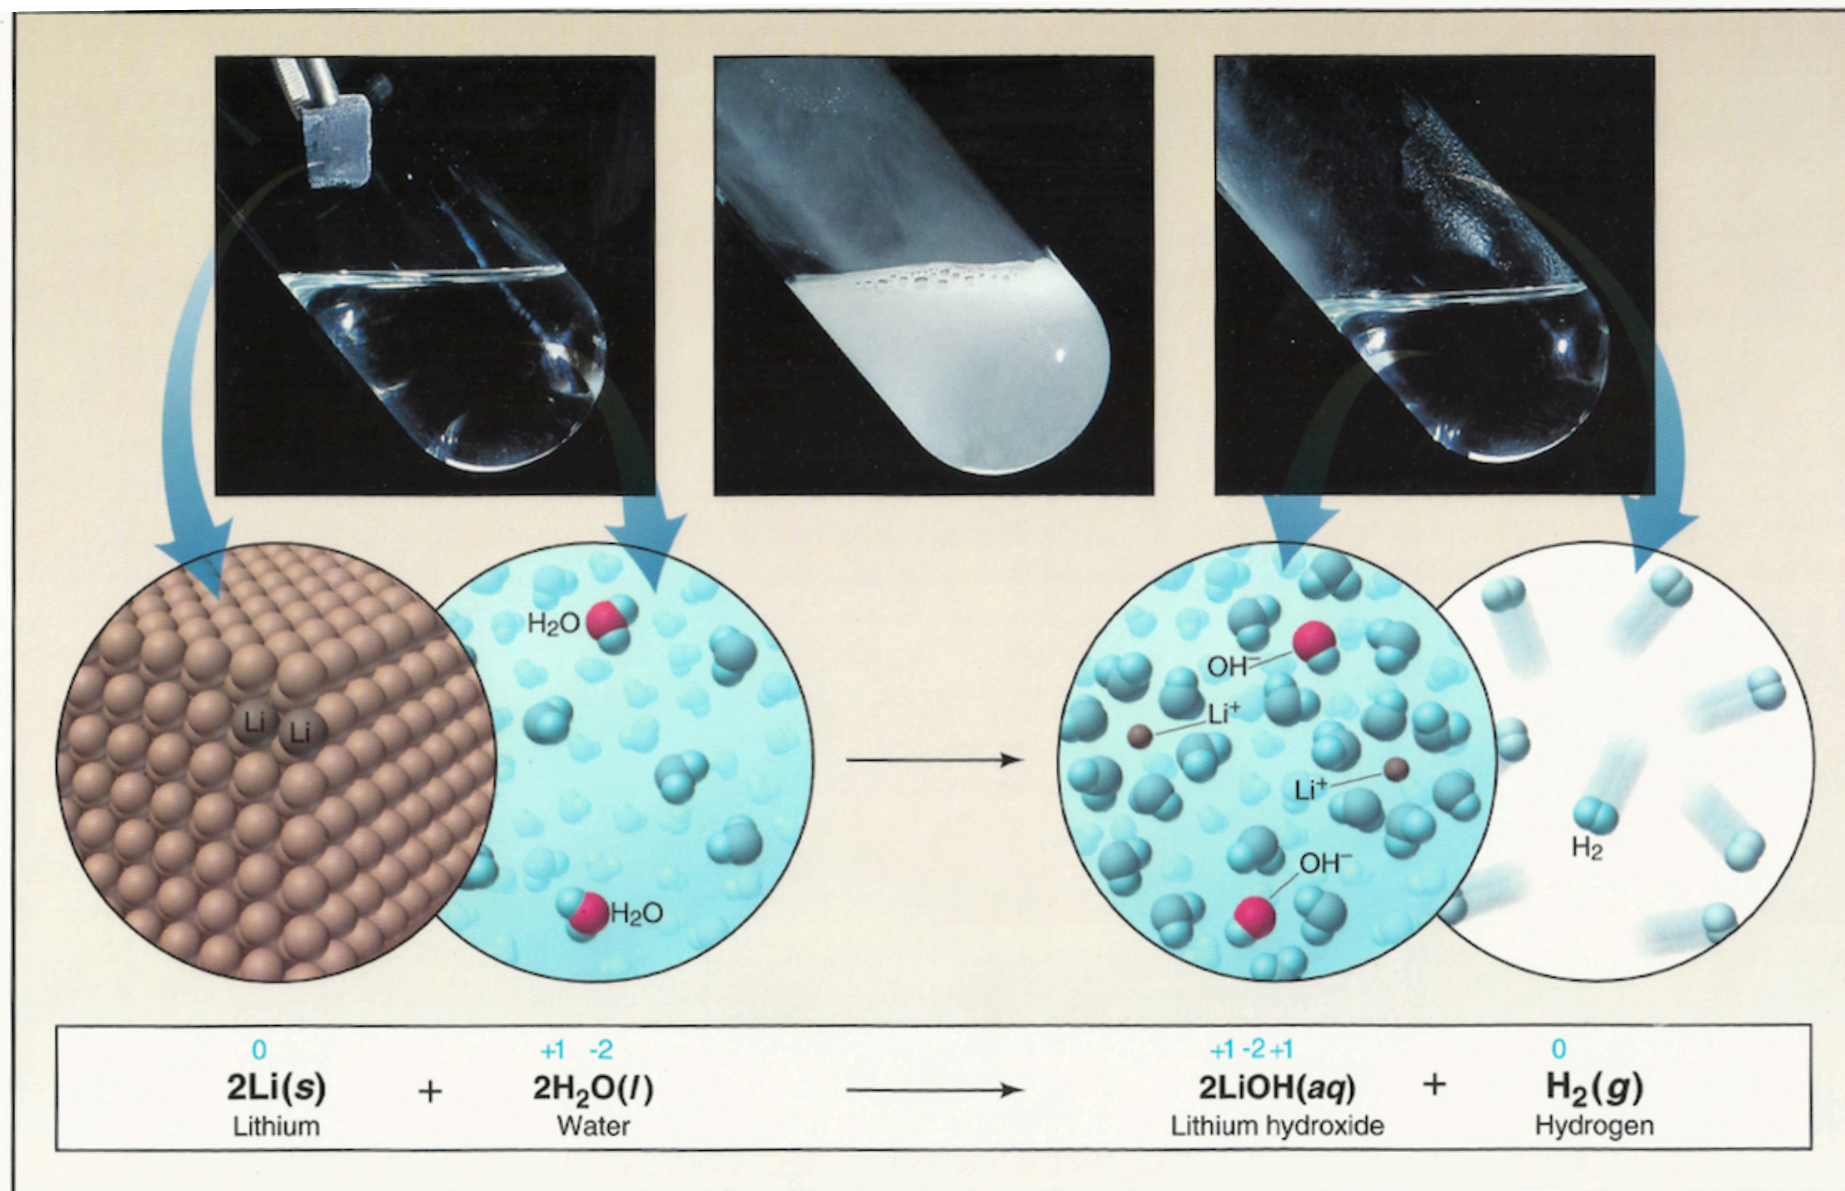 Li
Li
H₂O
H₂O
OH⁻
Li⁺
Li⁺
OH⁻
H₂
0 +1 -2 +1 -2 +1 0
2Li(s) + 2H₂O(l) 2LiOH(aq) + H₂(g)
Lithium Water Lithium hydroxide Hydrogen